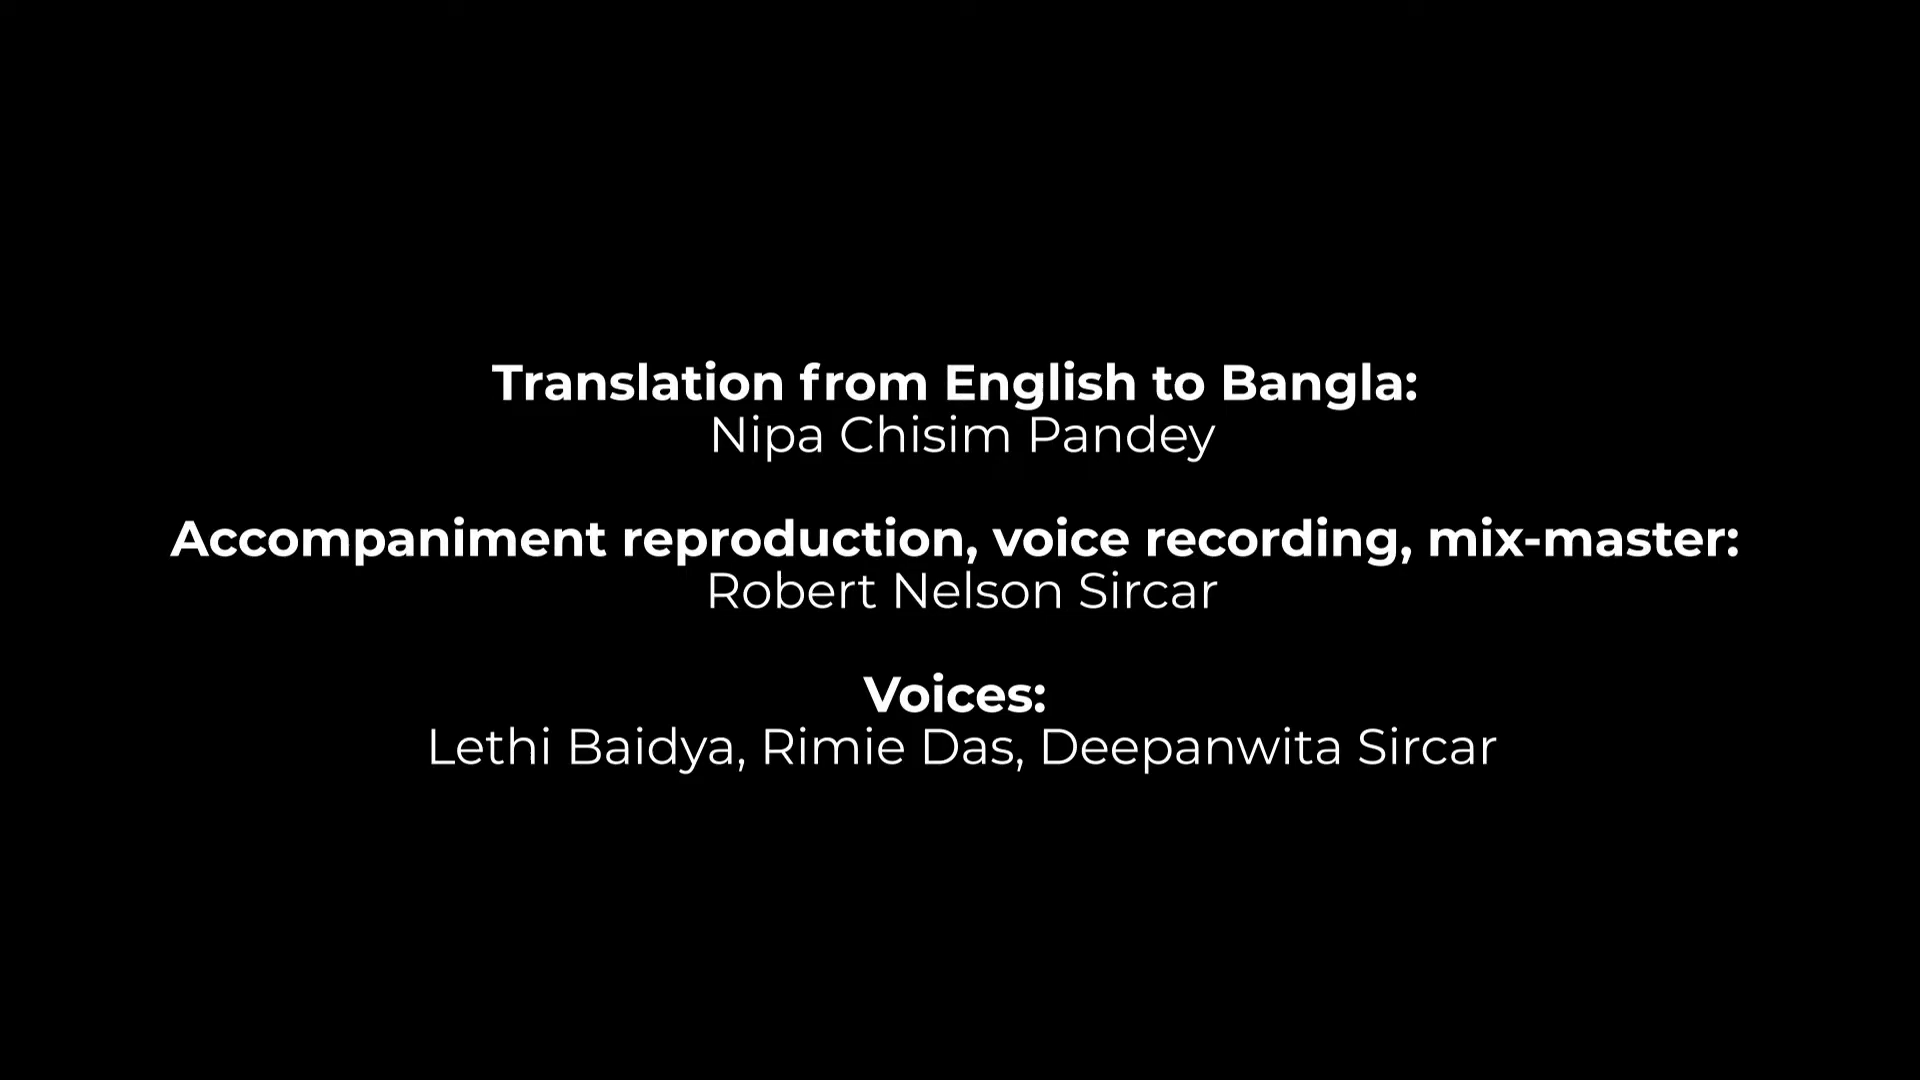 Translation from English to Bangla:
Nipa Chisim Pandey
Accompaniment reproduction, voice recording, mix-master:
Robert Nelson Sircar
Voices:
Lethi Baidya, Rimie Das, Deepanwita Sircar